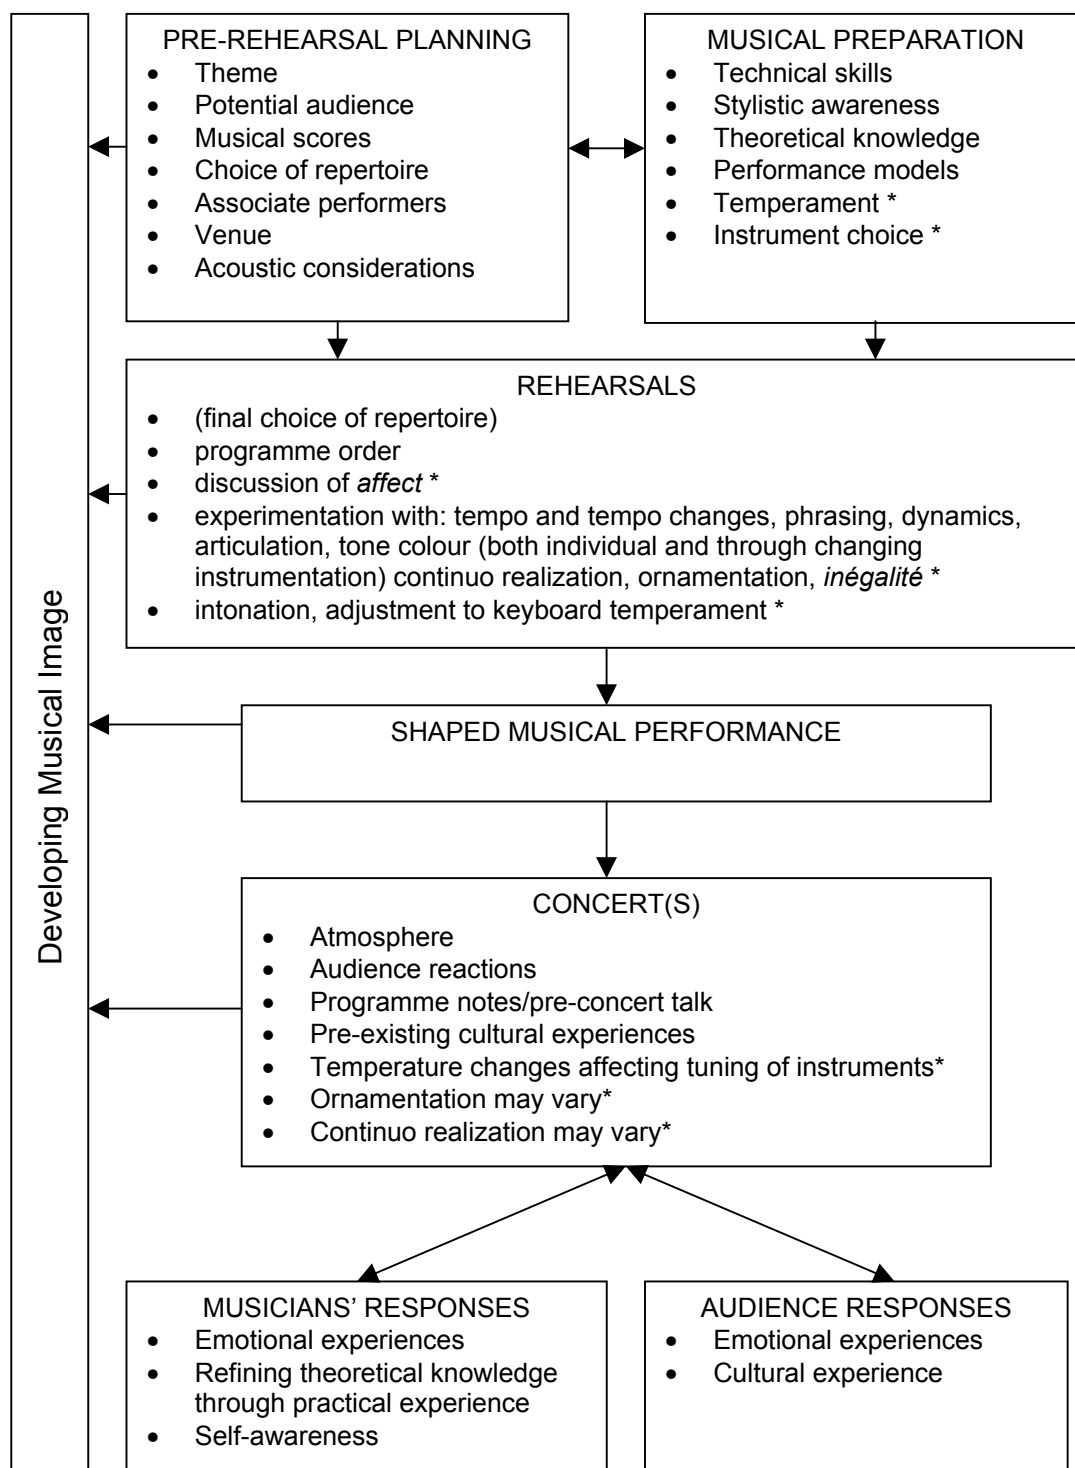 Developing Musical Image
PRE-REHEARSAL PLANNING
• Theme
• Potential audience
• Musical scores
• Choice of repertoire
• Associate performers
• Venue
• Acoustic considerations
MUSICAL PREPARATION
• Technical skills
• Stylistic awareness
• Theoretical knowledge
• Performance models
• Temperament *
• Instrument choice *
REHEARSALS
• (final choice of repertoire)
• programme order
• discussion of affect *
• experimentation with: tempo and tempo changes, phrasing, dynamics,
articulation, tone colour (both individual and through changing
instrumentation) continuo realization, ornamentation, inégalité *
• intonation, adjustment to keyboard temperament *
SHAPED MUSICAL PERFORMANCE
CONCERT(S)
• Atmosphere
• Audience reactions
• Programme notes/pre-concert talk
• Pre-existing cultural experiences
• Temperature changes affecting tuning of instruments*
• Ornamentation may vary*
• Continuo realization may vary*
MUSICIANS’ RESPONSES
• Emotional experiences
• Refining theoretical knowledge
through practical experience
• Self-awareness
AUDIENCE RESPONSES
• Emotional experiences
• Cultural experience